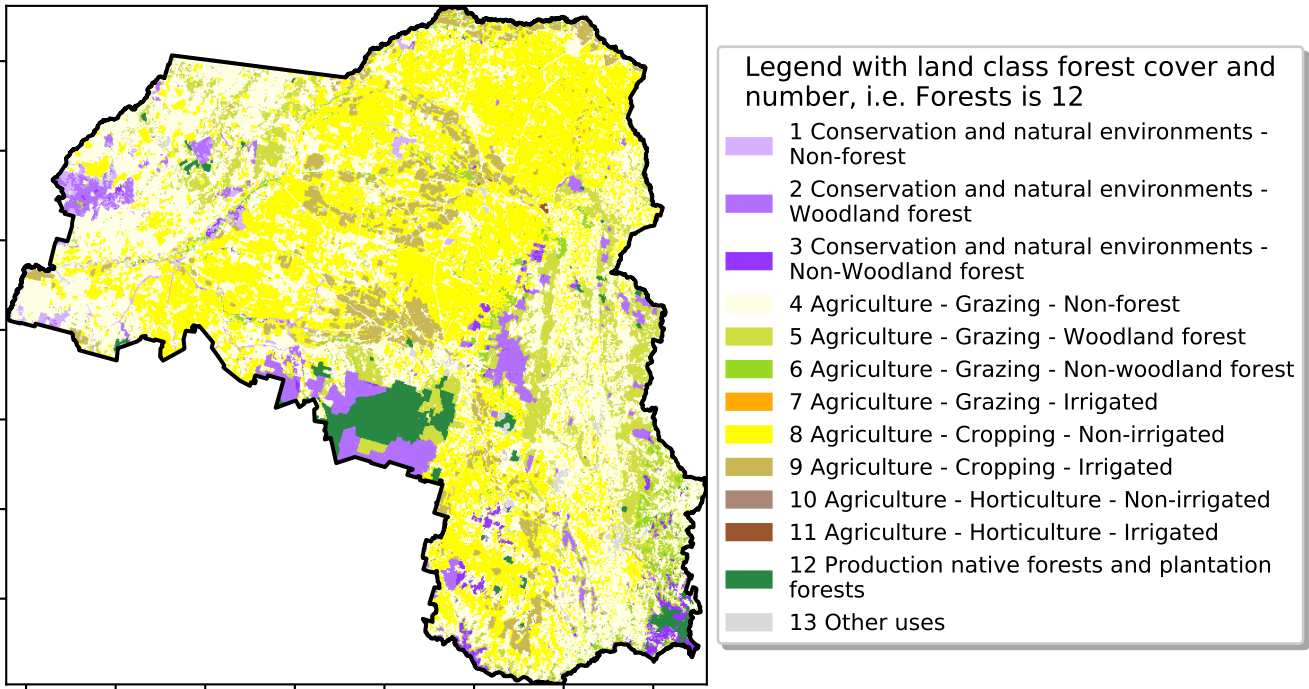 Legend with land class forest cover and
number, i.e. Forests is 12
1 Conservation and natural environments -
Non-forest
2 Conservation and natural environments -
Woodland forest
3 Conservation and natural environments -
Non-Woodland forest
4 Agriculture - Grazing - Non-forest
5 Agriculture - Grazing - Woodland forest
6 Agriculture - Grazing - Non-woodland forest
7 Agriculture - Grazing - Irrigated
8 Agriculture - Cropping - Non-irrigated
9 Agriculture - Cropping - Irrigated
10 Agriculture - Horticulture - Non-irrigated
11 Agriculture - Horticulture - Irrigated
12 Production native forests and plantation
forests
13 Other uses